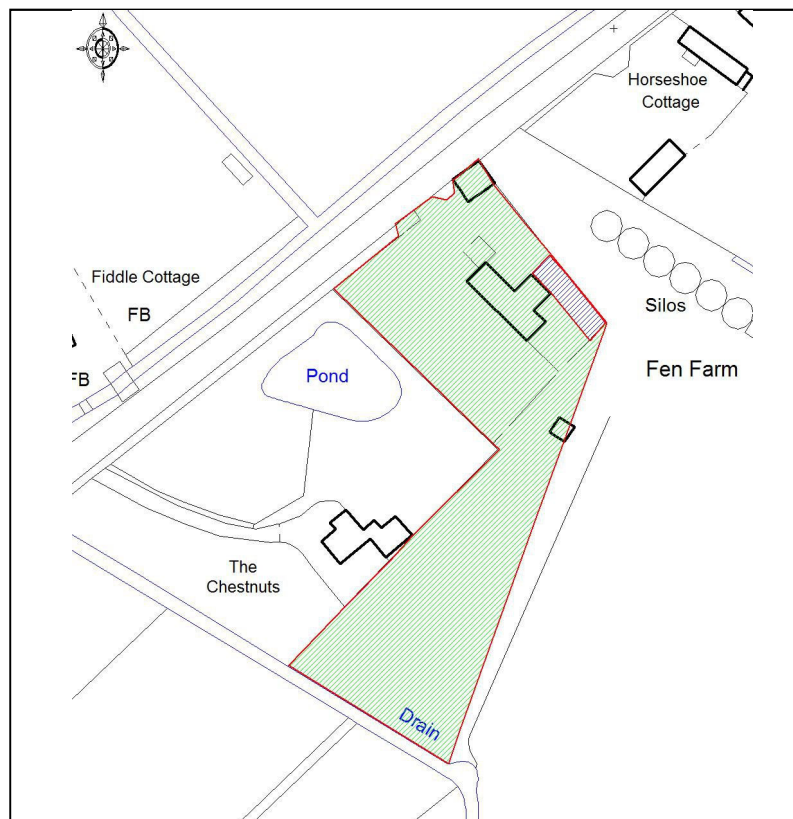 Horseshoe
Cottage
Fiddle Cottage
FB
Silos
Fen Farm
FB
Pond
The
Chestnuts
Drain